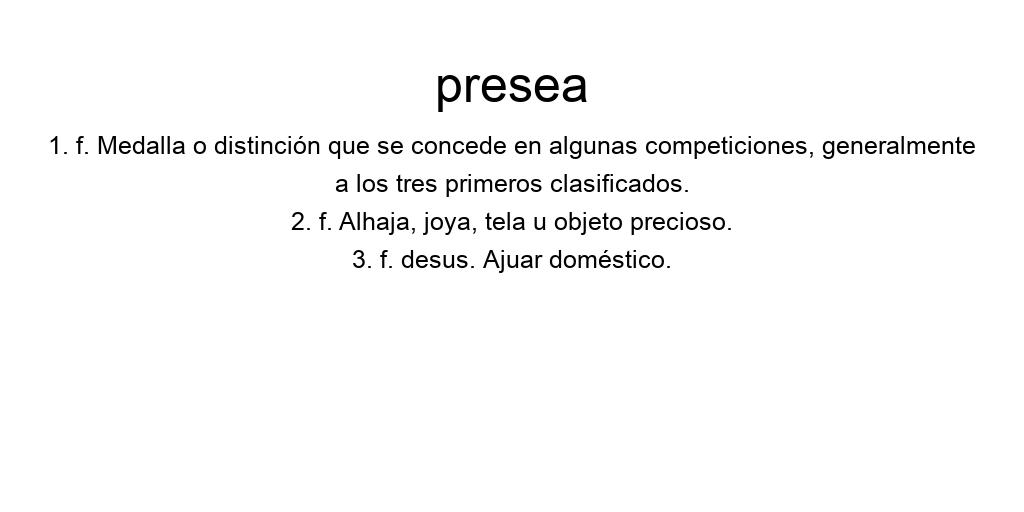 presea
1. f. Medalla o distinción que se concede en algunas competiciones, generalmente
a los tres primeros clasificados.
2. f. Alhaja, joya, tela u objeto precioso.
3. f. desus. Ajuar doméstico.